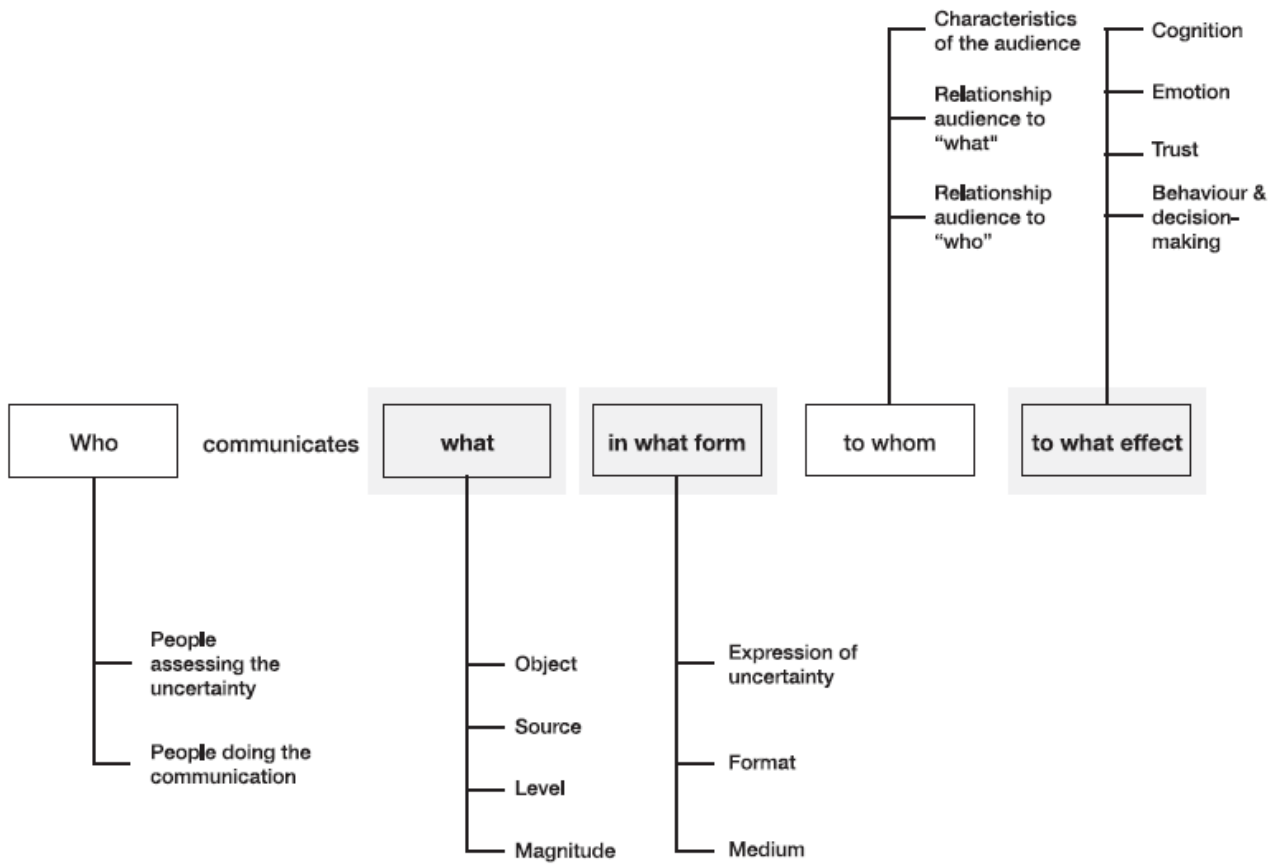 Characteristics
of the audience
Relationship
audience to
“what"
Relationship
audience to
“who”
Cognition
Emotion
Trust
Behaviour &
decision-
making
Who
communicates
what
in what form
to whom
to what effect
People
assessing the
uncertainty
People doing the
communication
Object
Source
Level
Magnitude
Expression of
uncertainty
Format
Medium